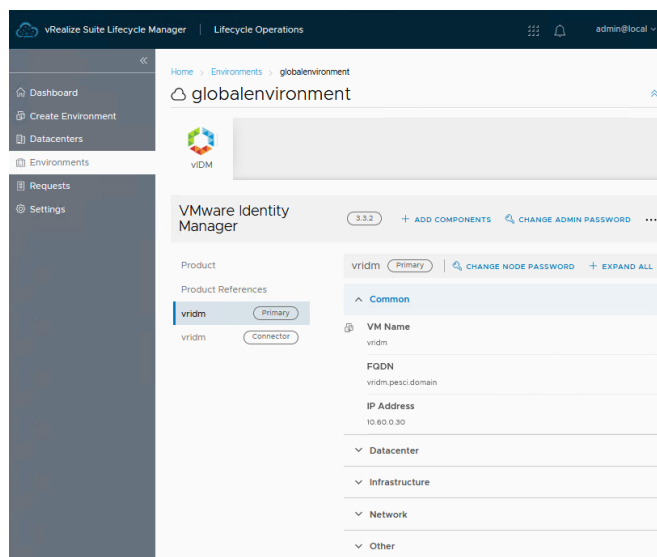 vRealize Suite Lifecycle Manager | Lifecycle Operations admin@local
Home > Environments > globalenvironment
globalenvironment
Dashboard
Create Environment
Datacenters
Environments
Requests
Settings
vIDM
VMware Identity
Manager
3.3.2 + ADD COMPONENTS CHANGE ADMIN PASSWORD ...
Product
Product References
vridm Primary
vridm Connector
vridm Primary | CHANGE NODE PASSWORD + EXPAND ALL
Common
VM Name
vridm
FQDN
vridm.pesci.domain
IP Address
10.60.0.30
Datacenter
Infrastructure
Network
Other